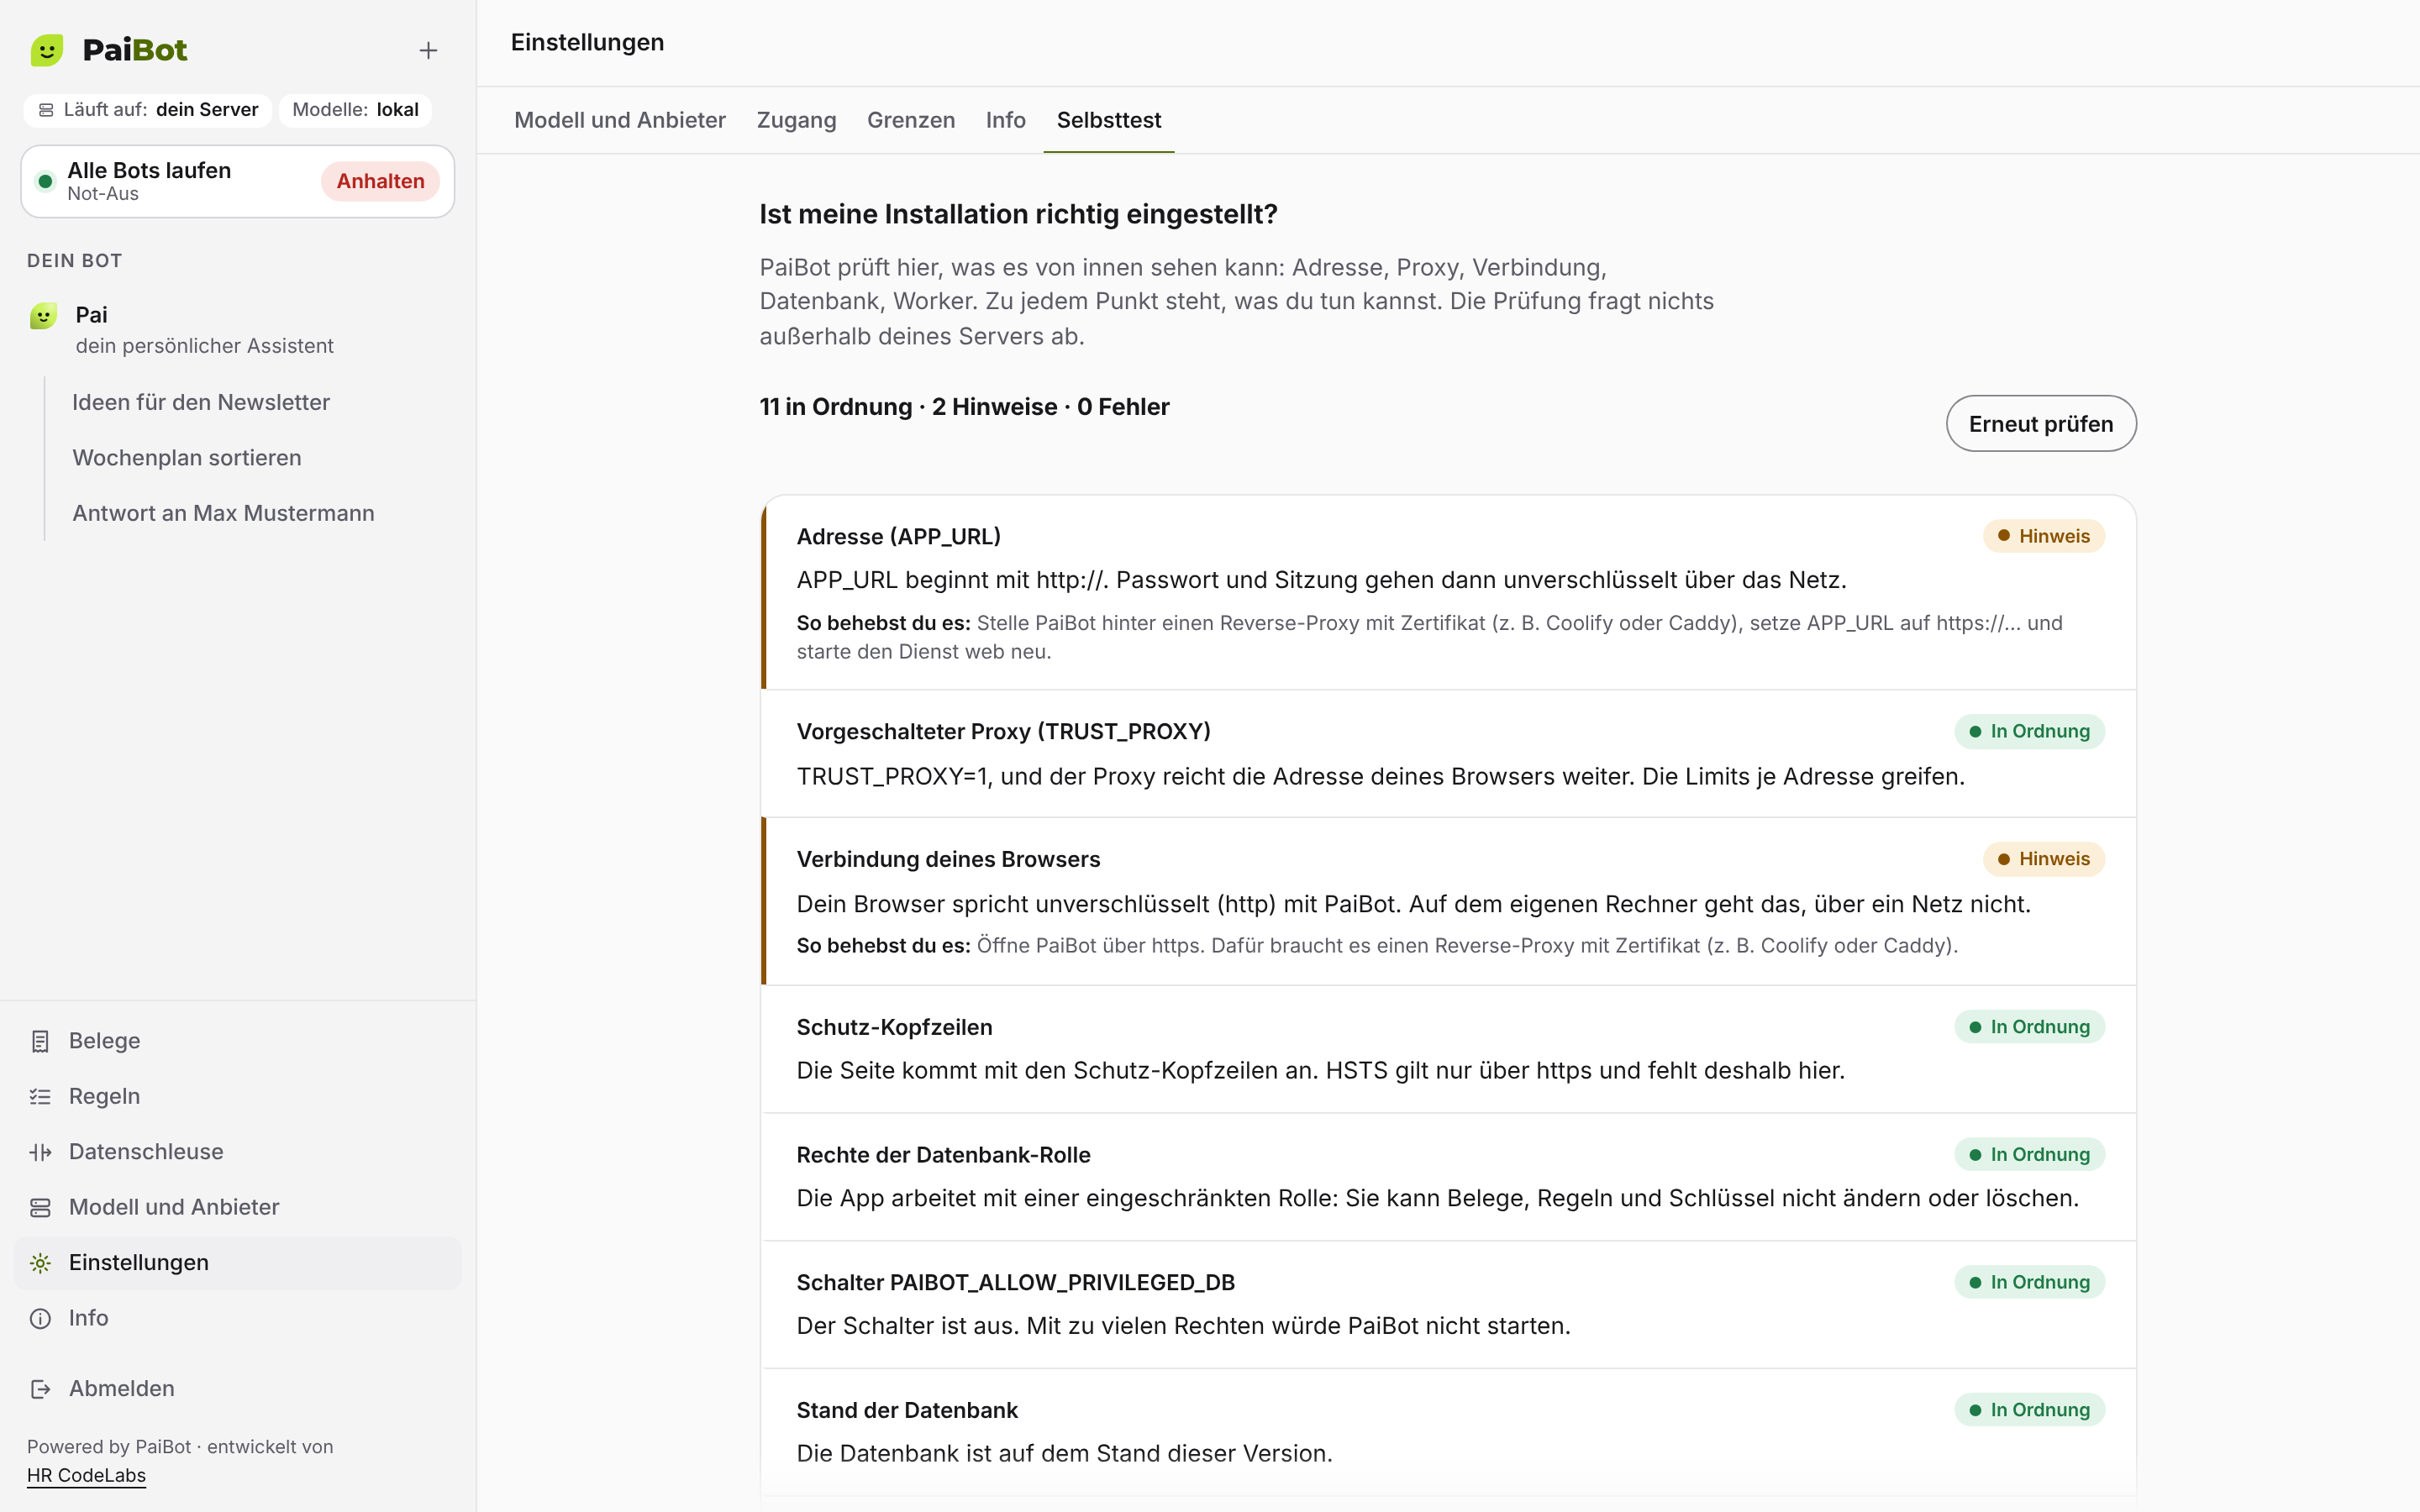 PaiBot
Läuft auf: dein Server
Modelle: lokal
Alle Bots laufen
Not-Aus
Anhalten
DEIN BOT
Pai
dein persönlicher Assistent
Ideen für den Newsletter
Wochenplan sortieren
Antwort an Max Mustermann
Belege
Regeln
Datenschleuse
Modell und Anbieter
Einstellungen
Info
Abmelden
Powered by PaiBot · entwickelt von
HR CodeLabs
Einstellungen
Modell und Anbieter
Zugang
Grenzen
Info
Selbsttest
Ist meine Installation richtig eingestellt?
PaiBot prüft hier, was es von innen sehen kann: Adresse, Proxy, Verbindung,
Datenbank, Worker. Zu jedem Punkt steht, was du tun kannst. Die Prüfung fragt nichts
außerhalb deines Servers ab.
11 in Ordnung · 2 Hinweise · 0 Fehler
Erneut prüfen
Adresse (APP_URL)
Hinweis
APP_URL beginnt mit http://. Passwort und Sitzung gehen dann unverschlüsselt über das Netz.
So behebst du es: Stelle PaiBot hinter einen Reverse-Proxy mit Zertifikat (z. B. Coolify oder Caddy), setze APP_URL auf https://... und
starte den Dienst web neu.
Vorgeschalteter Proxy (TRUST_PROXY)
In Ordnung
TRUST_PROXY=1, und der Proxy reicht die Adresse deines Browsers weiter. Die Limits je Adresse greifen.
Verbindung deines Browsers
Hinweis
Dein Browser spricht unverschlüsselt (http) mit PaiBot. Auf dem eigenen Rechner geht das, über ein Netz nicht.
So behebst du es: Öffne PaiBot über https. Dafür braucht es einen Reverse-Proxy mit Zertifikat (z. B. Coolify oder Caddy).
Schutz-Kopfzeilen
In Ordnung
Die Seite kommt mit den Schutz-Kopfzeilen an. HSTS gilt nur über https und fehlt deshalb hier.
Rechte der Datenbank-Rolle
In Ordnung
Die App arbeitet mit einer eingeschränkten Rolle: Sie kann Belege, Regeln und Schlüssel nicht ändern oder löschen.
Schalter PAIBOT_ALLOW_PRIVILEGED_DB
In Ordnung
Der Schalter ist aus. Mit zu vielen Rechten würde PaiBot nicht starten.
Stand der Datenbank
In Ordnung
Die Datenbank ist auf dem Stand dieser Version.